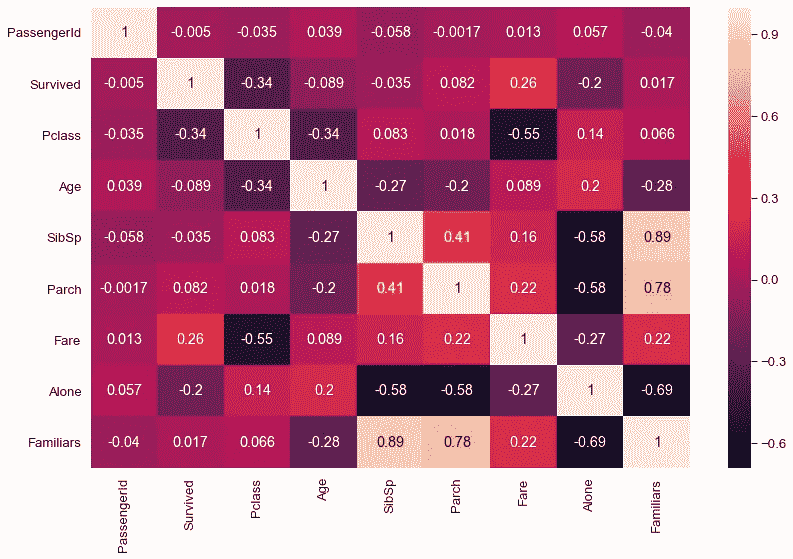 PassengerId 1 -0.005 -0.035 0.039 -0.058 -0.0017 0.013 0.057 -0.04
Survived -0.005 1 -0.34 -0.089 -0.035 0.082 0.26 -0.2 0.017
Pclass -0.035 -0.34 1 -0.34 0.083 0.018 -0.55 0.14 0.066
Age 0.039 -0.089 -0.34 1 -0.27 -0.2 0.089 0.2 -0.28
SibSp -0.058 -0.035 0.083 -0.27 1 0.41 0.16 -0.58 0.89
Parch -0.0017 0.082 0.018 -0.2 0.41 1 0.22 -0.58 0.78
Fare 0.013 0.26 -0.55 0.089 0.16 0.22 1 -0.27 0.22
Alone 0.057 -0.2 0.14 0.2 -0.58 -0.58 -0.27 1 -0.69
Familiars -0.04 0.017 0.066 -0.28 0.89 0.78 0.22 -0.69 1
PassengerId Survived Pclass Age SibSp Parch Fare Alone Familiars
0.9
0.6
0.3
0.0
-0.3
-0.6